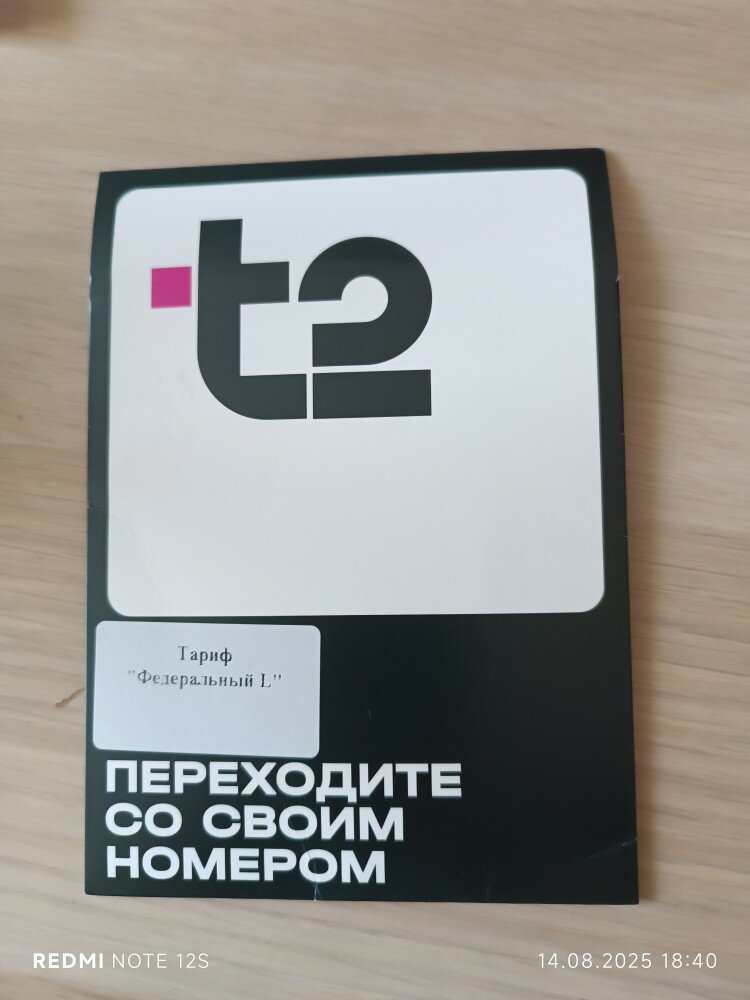 t2
Тариф
"Федеральный L"
ПЕРЕХОДИТЕ
СО СВОИМ
НОМЕРОМ
REDMI NOTE 12S
14.08.2025 18:40